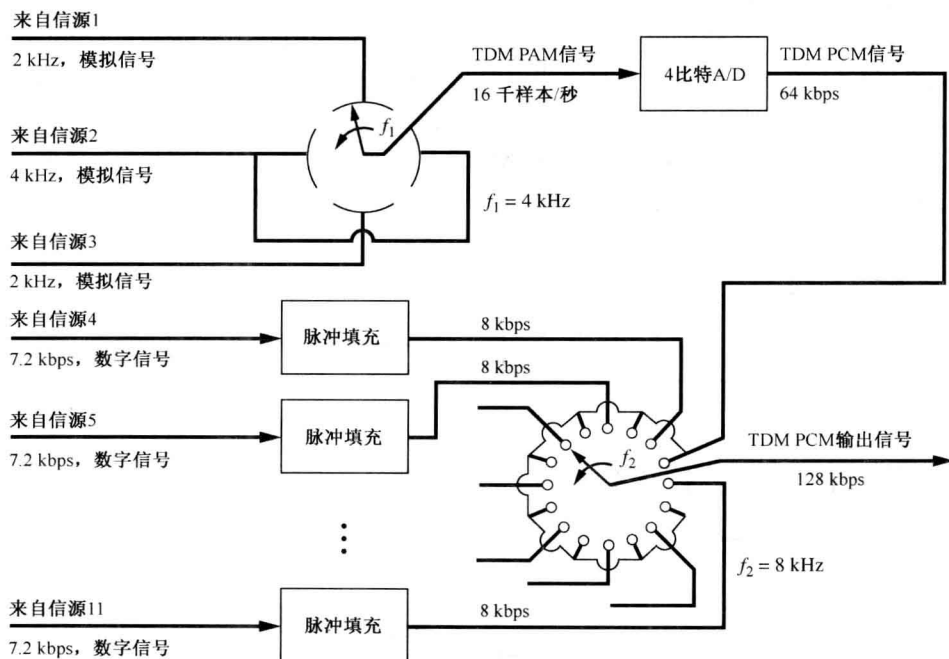 来自信源1
2 kHz，模拟信号
TDM PAM信号
16 千样本/秒
4比特A/D
TDM PCM信号
64 kbps
f₁
来自信源2
4 kHz，模拟信号
f₁ = 4 kHz
来自信源3
2 kHz，模拟信号
来自信源4
7.2 kbps，数字信号
脉冲填充
8 kbps
8 kbps
来自信源5
7.2 kbps，数字信号
脉冲填充
f₂
TDM PCM输出信号
128 kbps
f₂ = 8 kHz
来自信源11
7.2 kbps，数字信号
脉冲填充
8 kbps